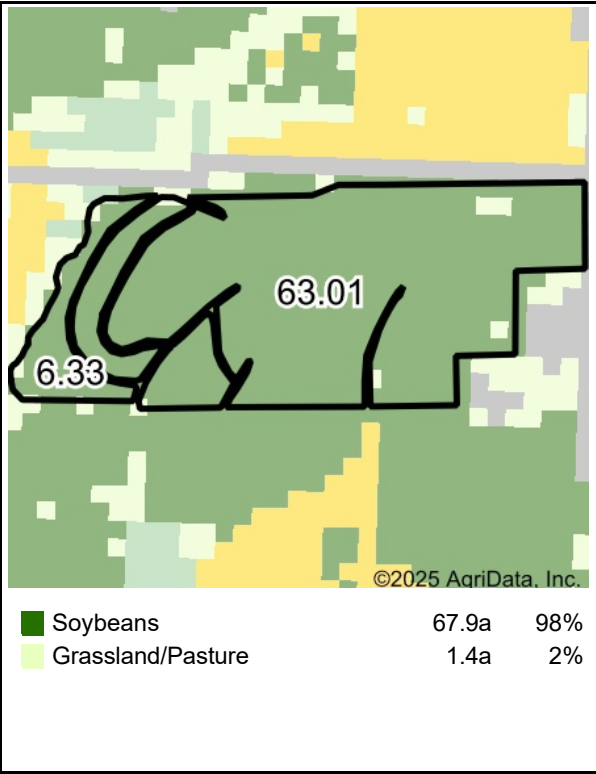 63.01
6.33
©2025 AgriData, Inc.
Soybeans 67.9a 98%
Grassland/Pasture 1.4a 2%